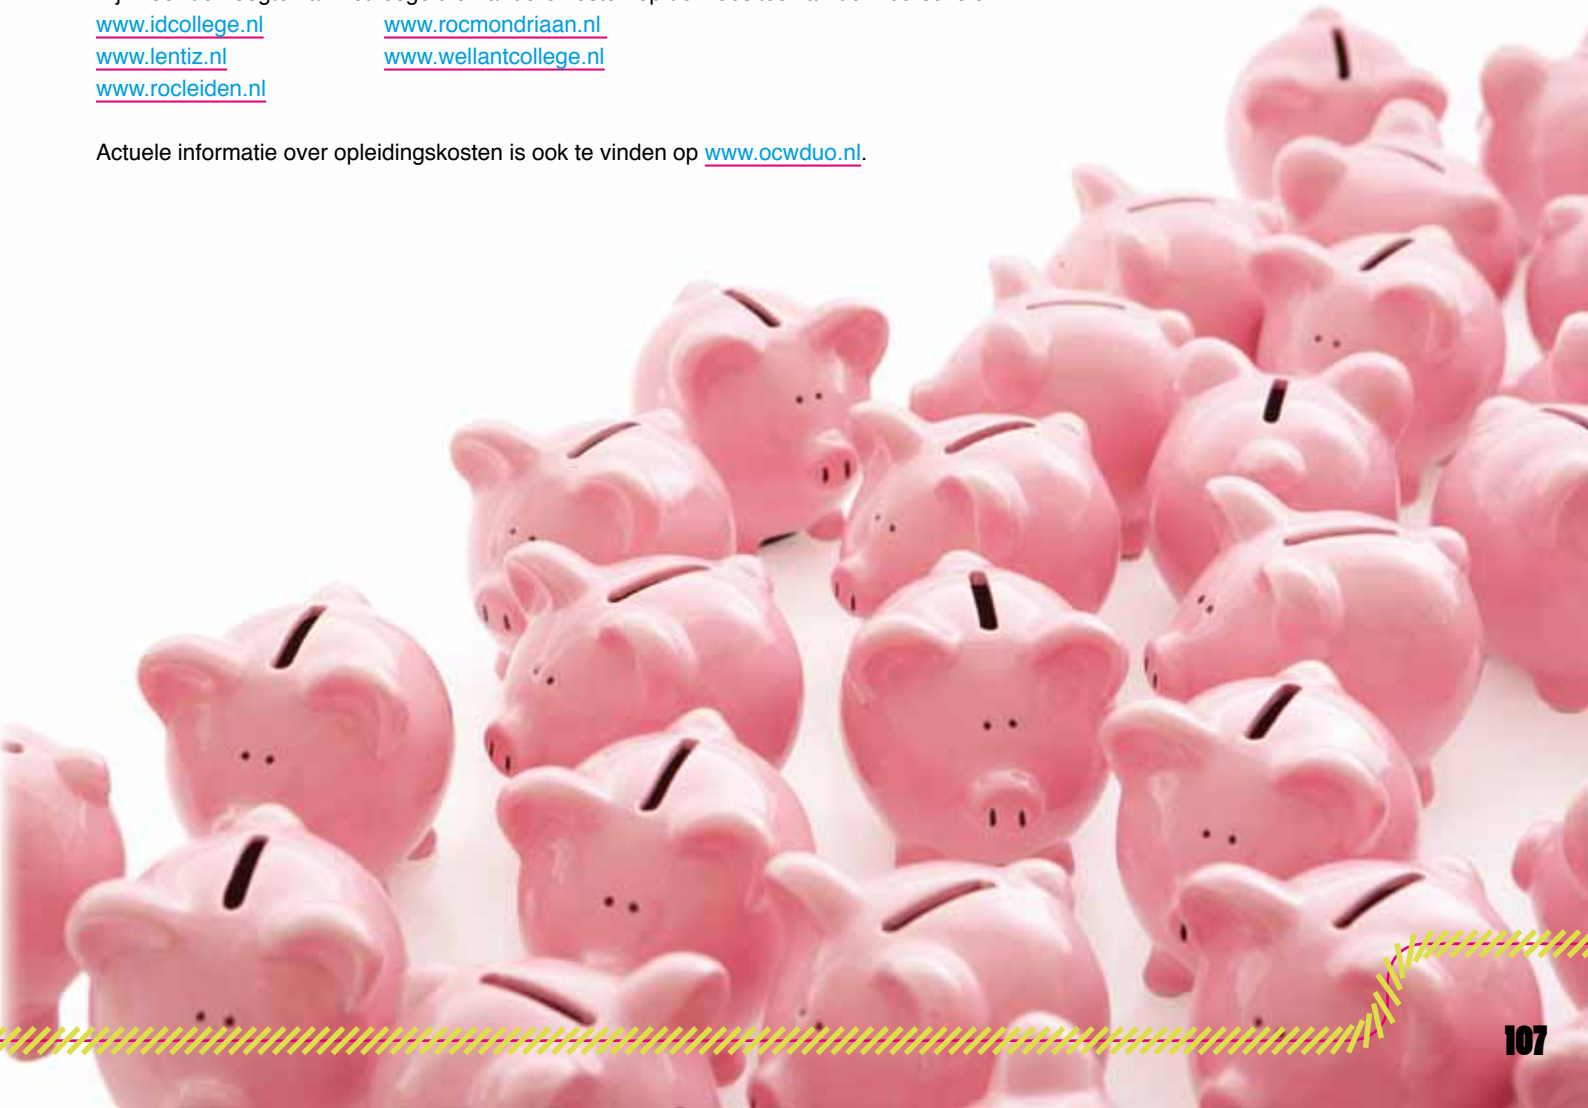 www.idcollege.nl www.rocmondriaan.nl
www.lentiz.nl www.wellantcollege.nl
www.rocleiden.nl
Actuele informatie over opleidingskosten is ook te vinden op www.ocwduo.nl.
107